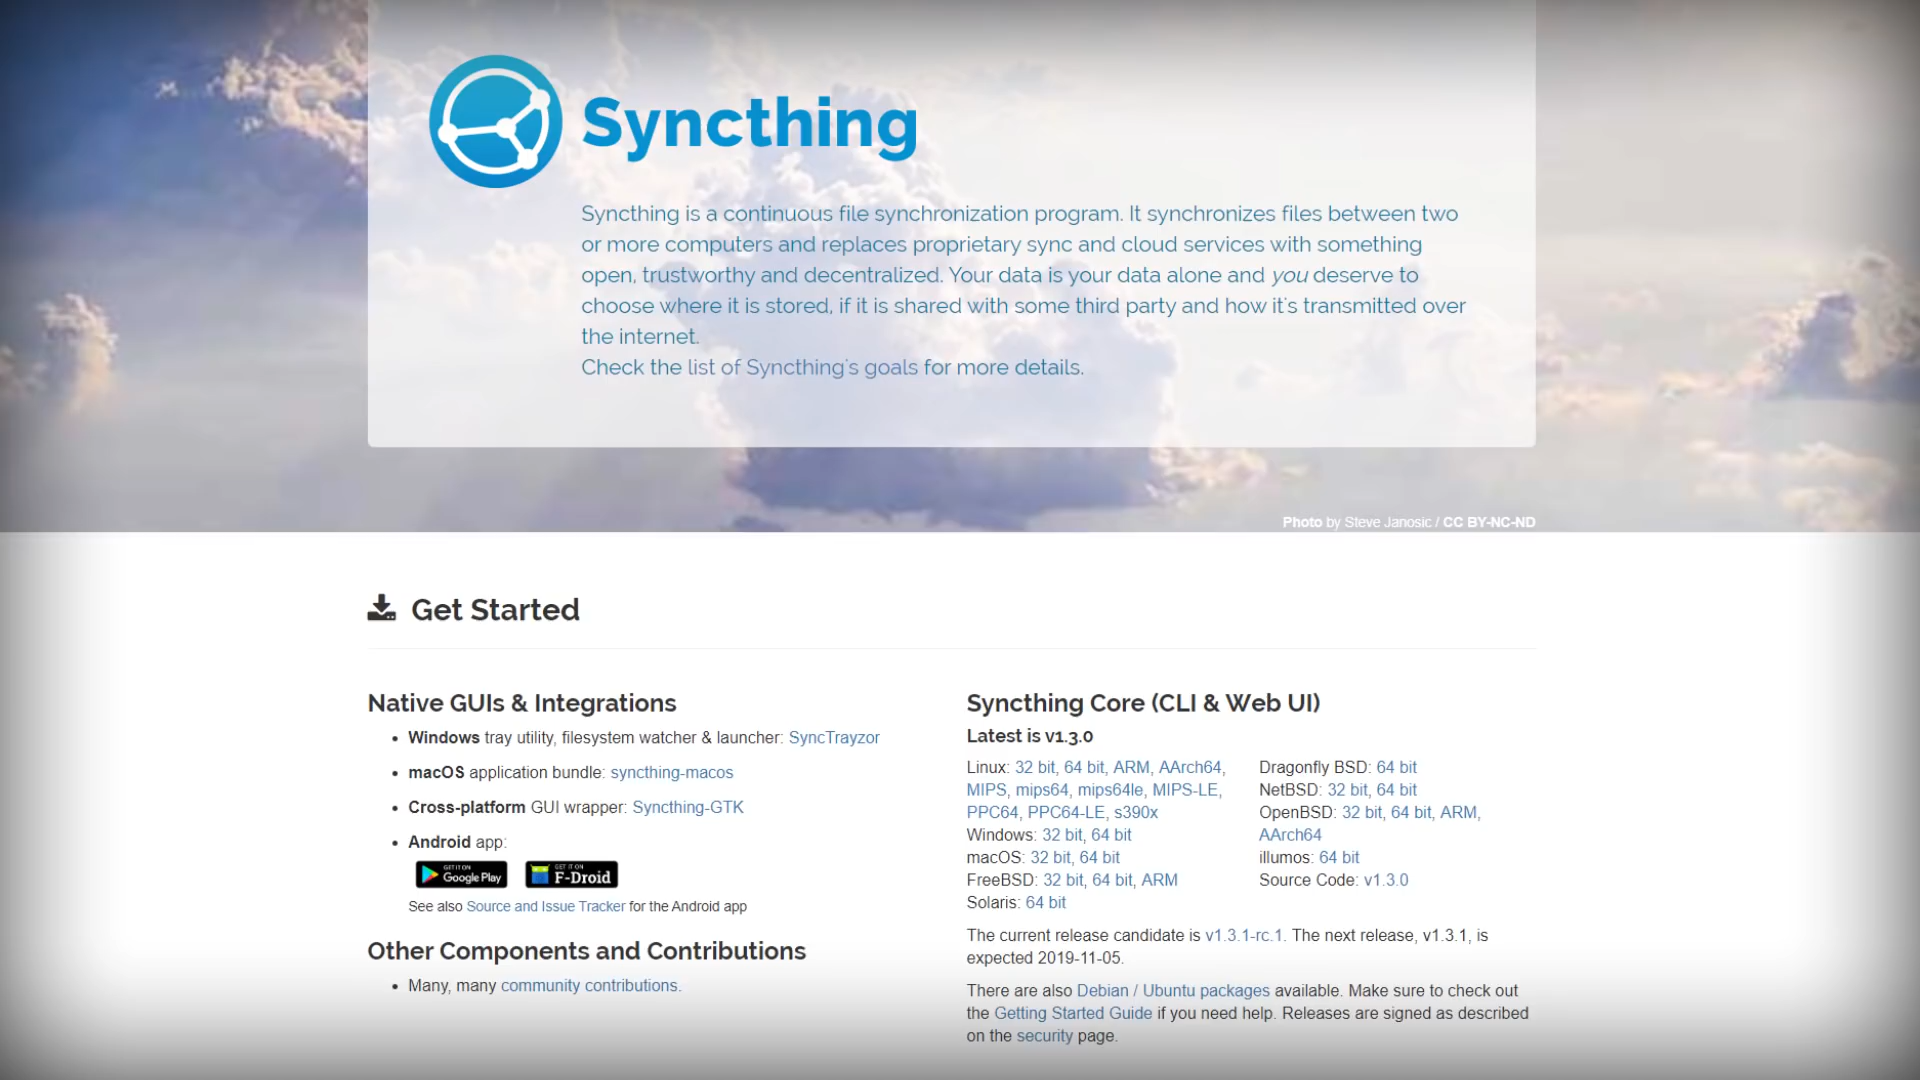 Syncthing
Syncthing is a continuous file synchronization program. It synchronizes files between two
or more computers and replaces proprietary sync and cloud services with something
open, trustworthy and decentralized. Your data is your data alone and you deserve to
choose where it is stored, if it is shared with some third party and how it's transmitted over
the internet.
Check the list of Syncthing's goals for more details.
Photo by Steve Janosic / CC BY-NC-ND
Get Started
Native GUIs & Integrations
Windows tray utility, filesystem watcher & launcher: SyncTrayzor
macOS application bundle: syncthing-macos
Cross-platform GUI wrapper: Syncthing-GTK
Android app:
GET IT ON
Google Play
GET IT ON
F-Droid
See also Source and Issue Tracker for the Android app
Other Components and Contributions
Many, many community contributions.
Syncthing Core (CLI & Web UI)
Latest is v1.3.0
Linux: 32 bit, 64 bit, ARM, AArch64,
MIPS, mips64, mips64le, MIPS-LE,
PPC64, PPC64-LE, s390x
Windows: 32 bit, 64 bit
macOS: 32 bit, 64 bit
FreeBSD: 32 bit, 64 bit, ARM
Solaris: 64 bit
Dragonfly BSD: 64 bit
NetBSD: 32 bit, 64 bit
OpenBSD: 32 bit, 64 bit, ARM,
AArch64
illumos: 64 bit
Source Code: v1.3.0
The current release candidate is v1.3.1-rc.1. The next release, v1.3.1, is
expected 2019-11-05.
There are also Debian / Ubuntu packages available. Make sure to check out
the Getting Started Guide if you need help. Releases are signed as described
on the security page.